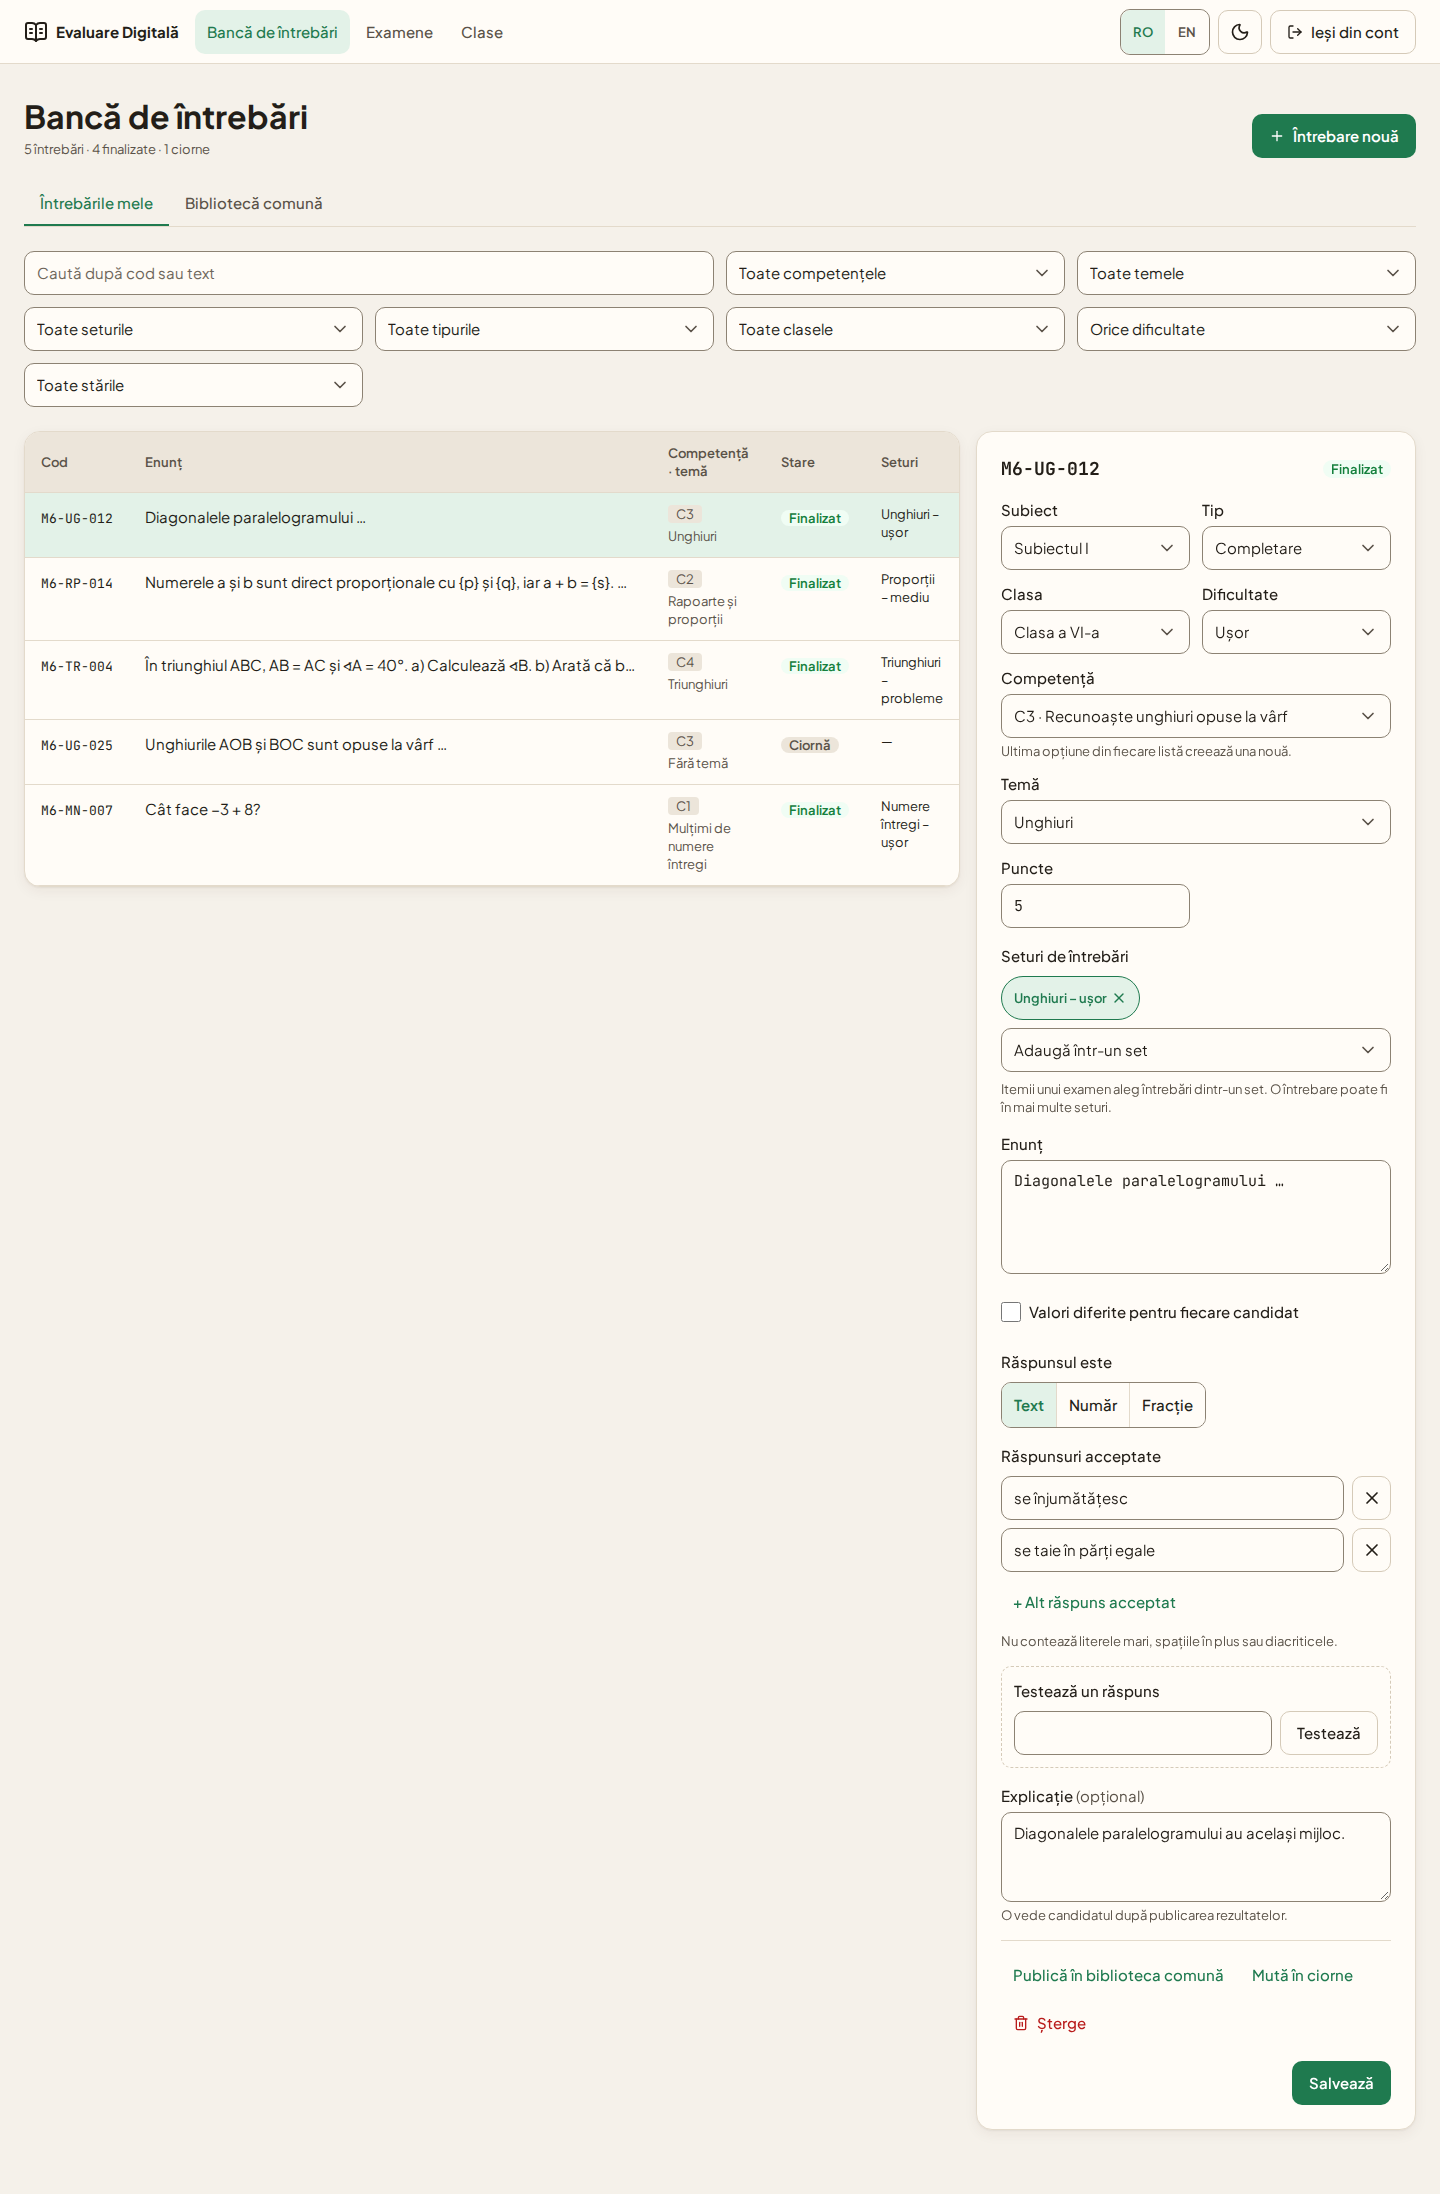 Evaluare Digitală
Bancă de întrebări
Examene
Clase
RO
EN
Ieși din cont
Bancă de întrebări
5 întrebări · 4 finalizate · 1 ciorne
+ Întrebare nouă
Întrebările mele
Bibliotecă comună
Caută după cod sau text
Toate competențele
Toate temele
Toate seturile
Toate tipurile
Toate clasele
Orice dificultate
Toate stările
Cod
Enunț
Competență
· temă
Stare
Seturi
M6-UG-012
Diagonalele paralelogramului …
C3
Unghiuri
Finalizat
Unghiuri –
ușor
M6-RP-014
Numerele a și b sunt direct proporționale cu {p} și {q}, iar a + b = {s}. …
C2
Rapoarte și
proporții
Finalizat
Proporții
– mediu
M6-TR-004
În triunghiul ABC, AB = AC și ∢A = 40°. a) Calculează ∢B. b) Arată că b…
C4
Triunghiuri
Finalizat
Triunghiuri
–
probleme
M6-UG-025
Unghiurile AOB și BOC sunt opuse la vârf …
C3
Fără temă
Ciornă
—
M6-MN-007
Cât face −3 + 8?
C1
Mulțimi de
numere
întregi
Finalizat
Numere
întregi –
ușor
M6-UG-012
Finalizat
Subiect
Tip
Subiectul I
Completare
Clasa
Dificultate
Clasa a VI-a
Ușor
Competență
C3 · Recunoaște unghiuri opuse la vârf
Ultima opțiune din fiecare listă creează una nouă.
Temă
Unghiuri
Puncte
5
Seturi de întrebări
Unghiuri – ușor
Adaugă într-un set
Itemii unui examen aleg întrebări dintr-un set. O întrebare poate fi
în mai multe seturi.
Enunț
Diagonalele paralelogramului …
Valori diferite pentru fiecare candidat
Răspunsul este
Text
Număr
Fracție
Răspunsuri acceptate
se înjumătățesc
se taie în părți egale
+ Alt răspuns acceptat
Nu contează literele mari, spațiile în plus sau diacriticele.
Testează un răspuns
Testează
Explicație (opțional)
Diagonalele paralelogramului au același mijloc.
O vede candidatul după publicarea rezultatelor.
Publică în biblioteca comună
Mută în ciorne
Șterge
Salvează